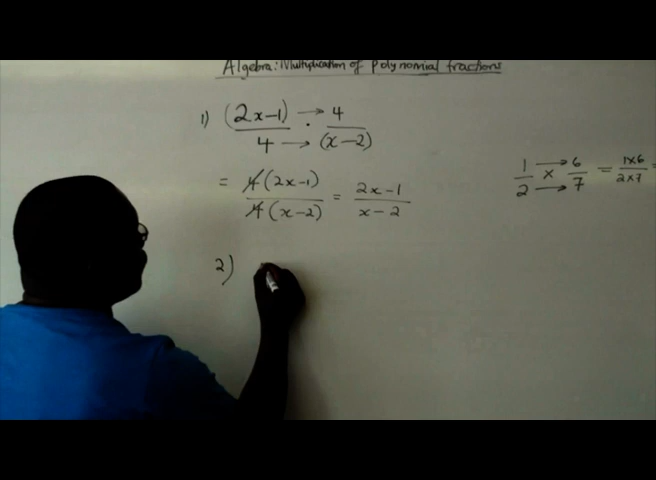 Algebra: Multiplication of Polynomial fractions
1) (2x-1)/4 · 4/(x-2)
= 4(2x-1)/4(x-2) = 2x-1/x-2
1/2 x 6/7 = 1x6/2x7 =
2)